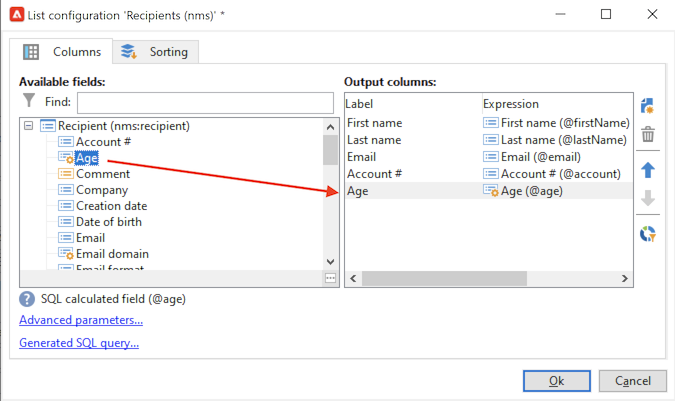 List configuration 'Recipients (nms)' *
Columns
Sorting
Available fields:
Find:
Recipient (nms:recipient)
Account #
Age
Comment
Company
Creation date
Date of birth
Email
Email domain
Email format
Output columns:
Label Expression
First name First name (@firstName)
Last name Last name (@lastName)
Email Email (@email)
Account # Account # (@account)
Age Age (@age)
SQL calculated field (@age)
Advanced parameters...
Generated SQL query...
Ok Cancel